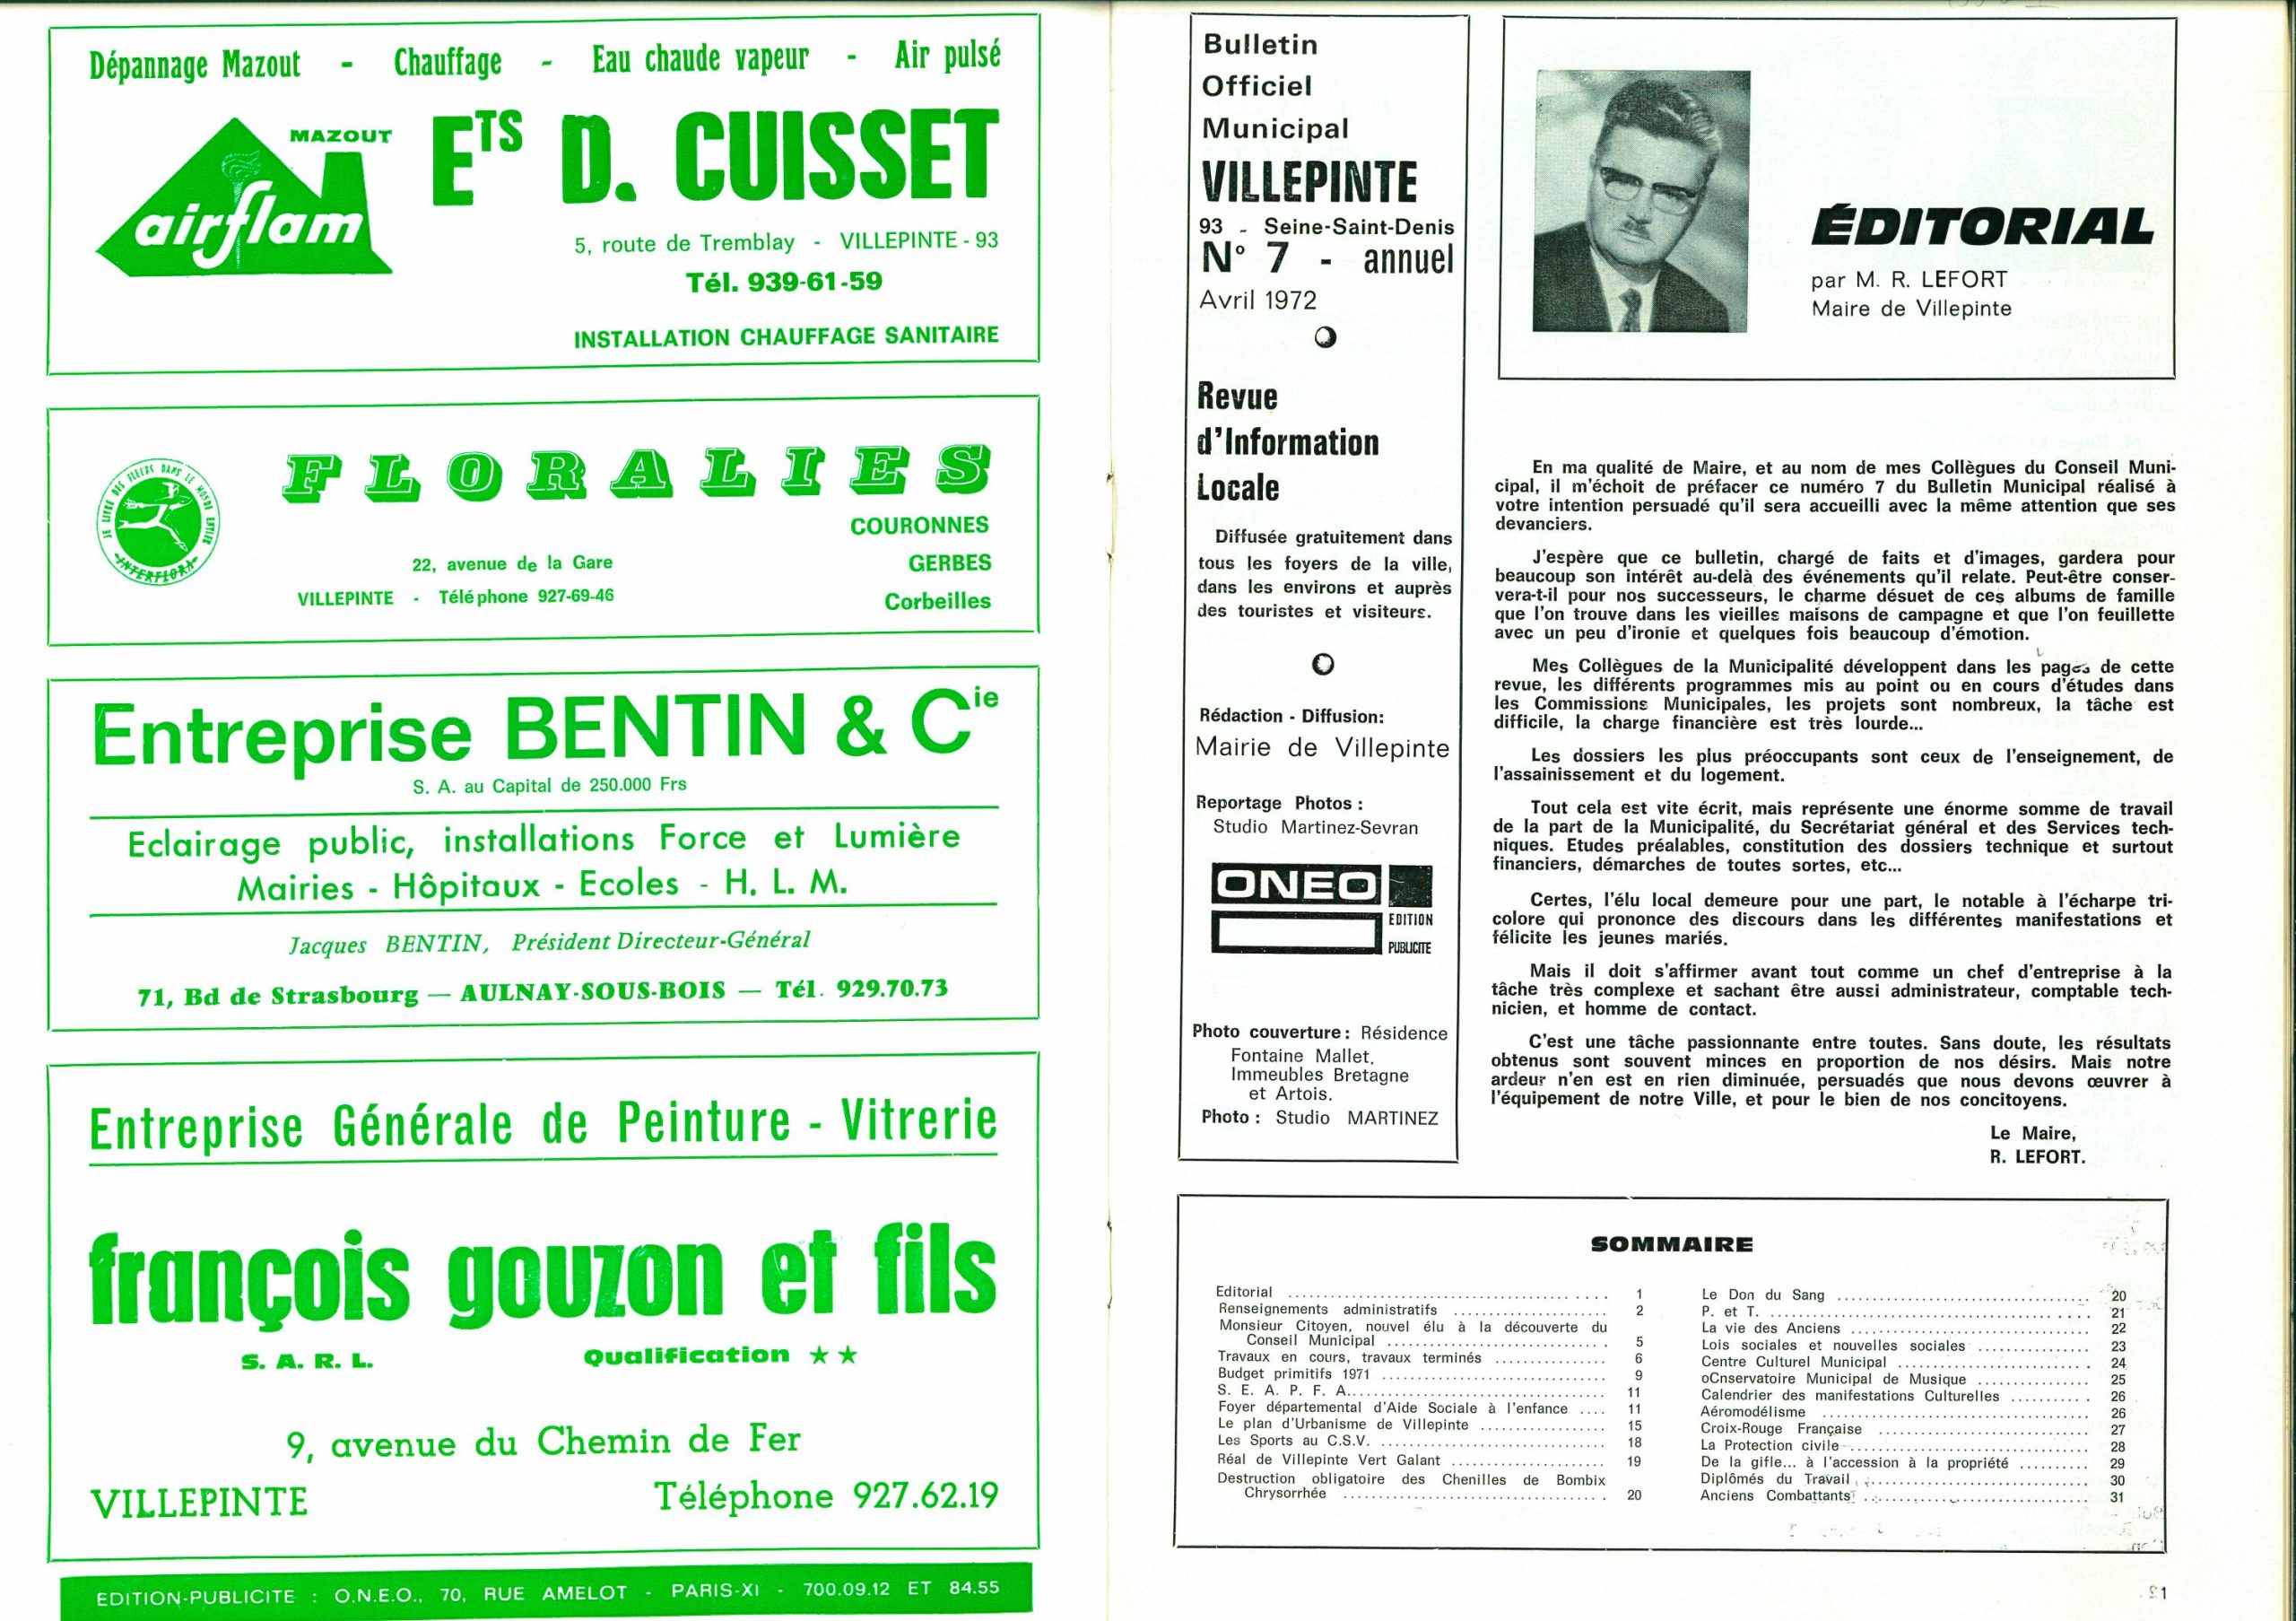 Dépannage Mazout - Chauffage - Eau chaude vapeur - Air pulsé
MAZOUT
airflam
ETS D. CUISSET
5, route de Tremblay - VILLEPINTE - 93
Tél. 939-61-59
INSTALLATION CHAUFFAGE SANITAIRE
JE LIVRE DES FLEURS DANS LE MONDE ENTIER
INTERFLORA
FLORALIES
COURONNES
22, avenue de la Gare
GERBES
VILLEPINTE - Téléphone 927-69-46
Corbeilles
Entreprise BENTIN & Cie
S. A. au Capital de 250.000 Frs
Eclairage public, installations Force et Lumière
Mairies - Hôpitaux - Ecoles - H. L. M.
Jacques BENTIN, Président Directeur-Général
71, Bd de Strasbourg — AULNAY-SOUS-BOIS — Tél. 929.70.73
Entreprise Générale de Peinture - Vitrerie
françois gouzon et fils
S. A. R. L. Qualification ★ ★
9, avenue du Chemin de Fer
VILLEPINTE Téléphone 927.62.19
EDITION-PUBLICITE : O.N.E.O., 70, RUE AMELOT - PARIS-XI - 700.09.12 ET 84.55
Bulletin
Officiel
Municipal
VILLEPINTE
93 - Seine-Saint-Denis
N° 7 - annuel
Avril 1972
Revue
d'Information
Locale
Diffusée gratuitement dans
tous les foyers de la ville,
dans les environs et auprès
des touristes et visiteurs.
Rédaction - Diffusion:
Mairie de Villepinte
Reportage Photos :
Studio Martinez-Sevran
ONEO
EDITION
PUBLICITE
Photo couverture : Résidence
Fontaine Mallet.
Immeubles Bretagne
et Artois.
Photo : Studio MARTINEZ
ÉDITORIAL
par M. R. LEFORT
Maire de Villepinte
En ma qualité de Maire, et au nom de mes Collègues du Conseil Muni-
cipal, il m'échoit de préfacer ce numéro 7 du Bulletin Municipal réalisé à
votre intention persuadé qu'il sera accueilli avec la même attention que ses
devanciers.
J'espère que ce bulletin, chargé de faits et d'images, gardera pour
beaucoup son intérêt au-delà des événements qu'il relate. Peut-être conser-
vera-t-il pour nos successeurs, le charme désuet de ces albums de famille
que l'on trouve dans les vieilles maisons de campagne et que l'on feuillette
avec un peu d'ironie et quelques fois beaucoup d'émotion.
Mes Collègues de la Municipalité développent dans les pages de cette
revue, les différents programmes mis au point ou en cours d'études dans
les Commissions Municipales, les projets sont nombreux, la tâche est
difficile, la charge financière est très lourde...
Les dossiers les plus préoccupants sont ceux de l'enseignement, de
l'assainissement et du logement.
Tout cela est vite écrit, mais représente une énorme somme de travail
de la part de la Municipalité, du Secrétariat général et des Services tech-
niques. Etudes préalables, constitution des dossiers technique et surtout
financiers, démarches de toutes sortes, etc...
Certes, l'élu local demeure pour une part, le notable à l'écharpe tri-
colore qui prononce des discours dans les différentes manifestations et
félicite les jeunes mariés.
Mais il doit s'affirmer avant tout comme un chef d'entreprise à la
tâche très complexe et sachant être aussi administrateur, comptable tech-
nicien, et homme de contact.
C'est une tâche passionnante entre toutes. Sans doute, les résultats
obtenus sont souvent minces en proportion de nos désirs. Mais notre
ardeur n'en est en rien diminuée, persuadés que nous devons œuvrer à
l'équipement de notre Ville, et pour le bien de nos concitoyens.
Le Maire,
R. LEFORT.
SOMMAIRE
Editorial ........ 1
Renseignements administratifs ........ 2
Monsieur Citoyen, nouvel élu à la découverte du
Conseil Municipal ........ 5
Travaux en cours, travaux terminés ........ 6
Budget primitifs 1971 ........ 9
S. E. A. P. F. A. ........ 11
Foyer départemental d'Aide Sociale à l'enfance .... 11
Le plan d'Urbanisme de Villepinte ........ 15
Les Sports au C.S.V. ........ 18
Réal de Villepinte Vert Galant ........ 19
Destruction obligatoire des Chenilles de Bombix
Chrysorrhée ........ 20
Le Don du Sang ........ 20
P. et T. ........ 21
La vie des Anciens ........ 22
Lois sociales et nouvelles sociales ........ 23
Centre Culturel Municipal ........ 24
oCnservatoire Municipal de Musique ........ 25
Calendrier des manifestations Culturelles ........ 26
Aéromodélisme ........ 26
Croix-Rouge Française ........ 27
La Protection civile ........ 28
De la gifle... à l'accession à la propriété ........ 29
Diplômés du Travail ........ 30
Anciens Combattants ........ 31
1